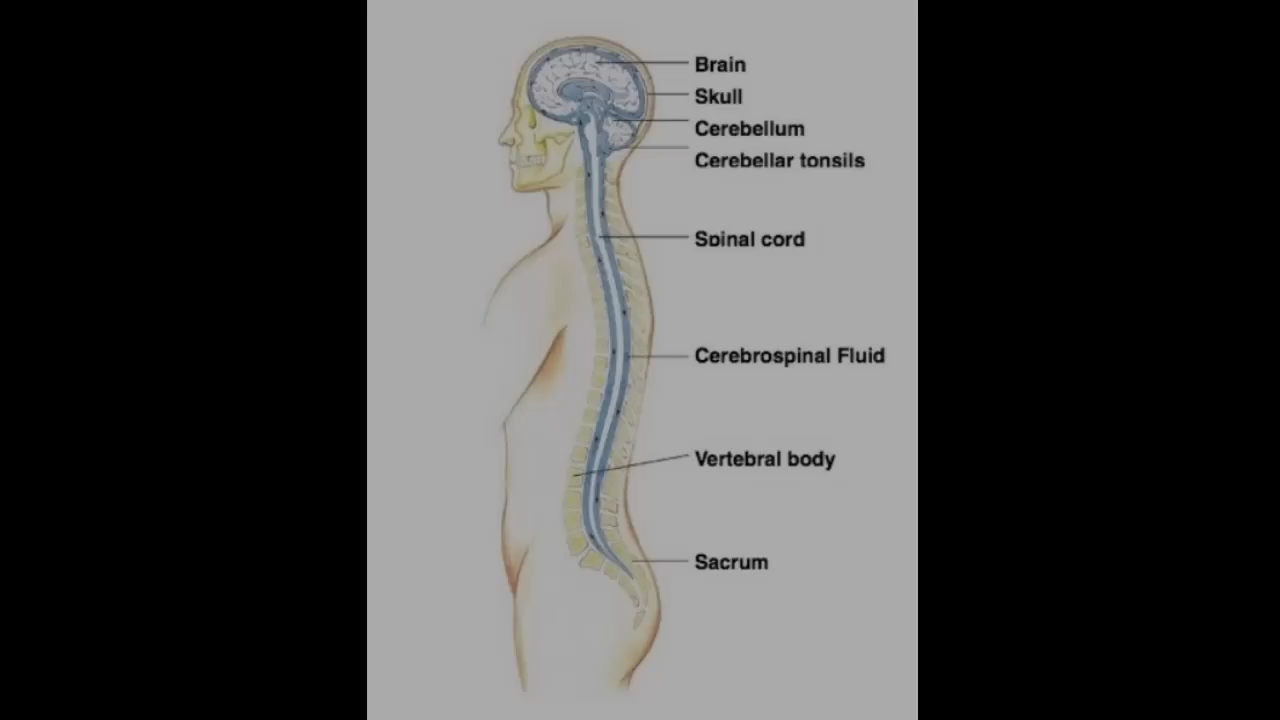 Brain
Skull
Cerebellum
Cerebellar tonsils
Spinal cord
Cerebrospinal Fluid
Vertebral body
Sacrum